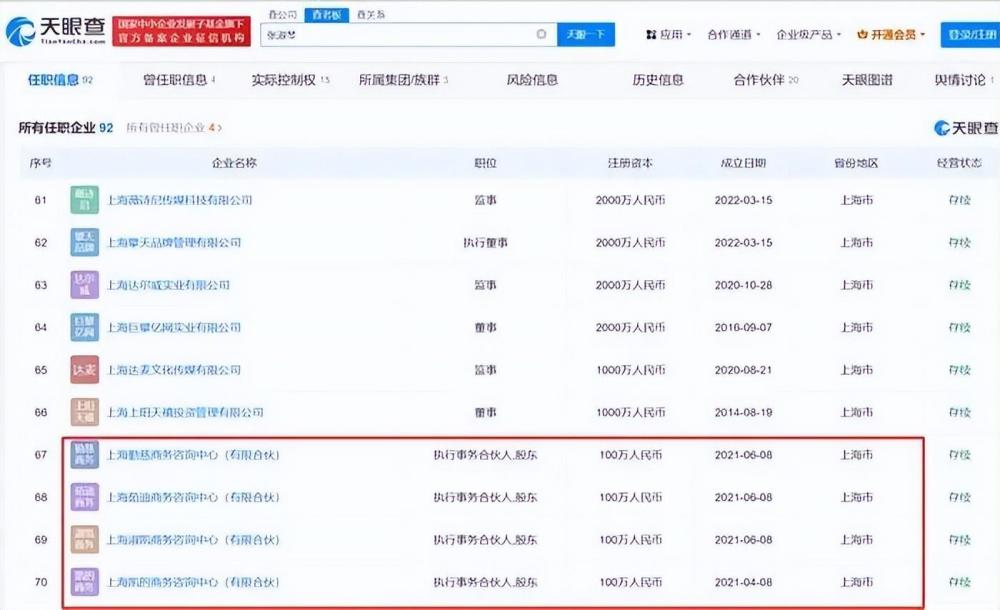 天眼查
TianYanCha.com
国家中小企业发展子基金旗下
官方备案企业征信机构
查公司 查老板 查关系
天眼一下
应用 合作通道 企业级产品 开通会员 登录/注册
任职信息 92 曾任职信息 4 实际控制权 13 所属集团/族群 3 风险信息 历史信息 合作伙伴 20 天眼图谱 舆情讨论 1
所有任职企业 92 所有曾任职企业 4 >
天眼查
序号 企业名称 职位 注册资本 成立日期 省份地区 经营状态
61 上海薇诗尼传媒科技有限公司 监事 2000万人民币 2022-03-15 上海市 存续
62 上海擎天品牌管理有限公司 执行董事 2000万人民币 2022-03-15 上海市 存续
63 达尔威 上海达尔威实业有限公司 监事 2000万人民币 2020-10-28 上海市 存续
64 上海巨擎亿网实业有限公司 董事 2000万人民币 2016-09-07 上海市 存续
65 达麦 上海达麦文化传媒有限公司 监事 1000万人民币 2020-08-21 上海市 存续
66 上海上阳天禧投资管理有限公司 董事 1000万人民币 2014-08-19 上海市 存续
67 勤慈商务 上海勤慈商务咨询中心（有限合伙） 执行事务合伙人,股东 100万人民币 2021-06-08 上海市 存续
68 商务咨询中心（有限合伙） 执行事务合伙人,股东 100万人民币 2021-06-08 上海市 存续
69 商务咨询中心（有限合伙） 执行事务合伙人,股东 100万人民币 2021-06-08 上海市 存续
70 商务咨询中心（有限合伙） 执行事务合伙人,股东 100万人民币 2021-04-08 上海市 存续